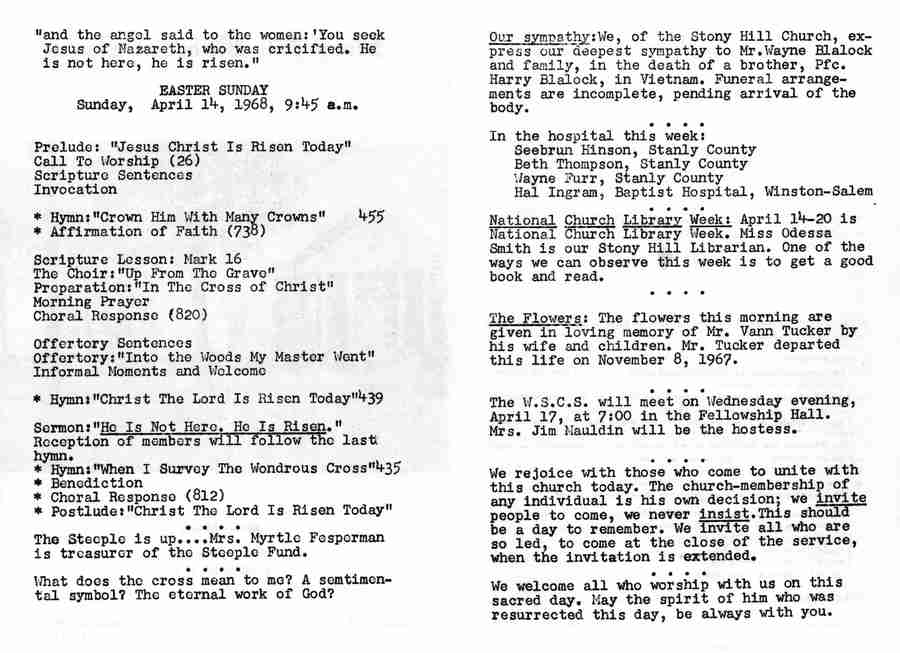 "and the angel said to the women:'You seek
Jesus of Nazareth, who was cricified. He
is not here, he is risen."
EASTER SUNDAY
Sunday, April 14, 1968, 9:45 a.m.
Prelude: "Jesus Christ Is Risen Today"
Call To Worship (26)
Scripture Sentences
Invocation
* Hymn:"Crown Him With Many Crowns" 455
* Affirmation of Faith (738)
Scripture Lesson: Mark 16
The Choir:"Up From The Grave"
Preparation:"In The Cross of Christ"
Morning Prayer
Choral Response (820)
Offertory Sentences
Offertory:"Into the Woods My Master Went"
Informal Moments and Welcome
* Hymn:"Christ The Lord Is Risen Today"439
Sermon:"He Is Not Here. He Is Risen."
Reception of members will follow the last
hymn.
* Hymn:"When I Survey The Wondrous Cross"435
* Benediction
* Choral Response (812)
* Postlude:"Christ The Lord Is Risen Today"
. . . .
The Steeple is up....Mrs. Myrtle Fesperman
is treasurer of the Steeple Fund.
. . . .
What does the cross mean to me? A semtimen-
tal symbol? The eternal work of God?
Our sympathy:We, of the Stony Hill Church, ex-
press our deepest sympathy to Mr.Wayne Blalock
and family, in the death of a brother, Pfc.
Harry Blalock, in Vietnam. Funeral arrange-
ments are incomplete, pending arrival of the
body.
. . . .
In the hospital this week:
Seebrun Hinson, Stanly County
Beth Thompson, Stanly County
Wayne Furr, Stanly County
Hal Ingram, Baptist Hospital, Winston-Salem
. . . .
National Church Library Week: April 14-20 is
National Church Library Week. Miss Odessa
Smith is our Stony Hill Librarian. One of the
ways we can observe this week is to get a good
book and read.
. . . .
The Flowers: The flowers this morning are
given in loving memory of Mr. Vann Tucker by
his wife and children. Mr. Tucker departed
this life on November 8, 1967.
. . . .
The W.S.C.S. will meet on Wednesday evening,
April 17, at 7:00 in the Fellowship Hall.
Mrs. Jim Mauldin will be the hostess.
. . . .
We rejoice with those who come to unite with
this church today. The church-membership of
any individual is his own decision; we invite
people to come, we never insist.This should
be a day to remember. We invite all who are
so led, to come at the close of the service,
when the invitation is extended.
. . . .
We welcome all who worship with us on this
sacred day. May the spirit of him who was
resurrected this day, be always with you.